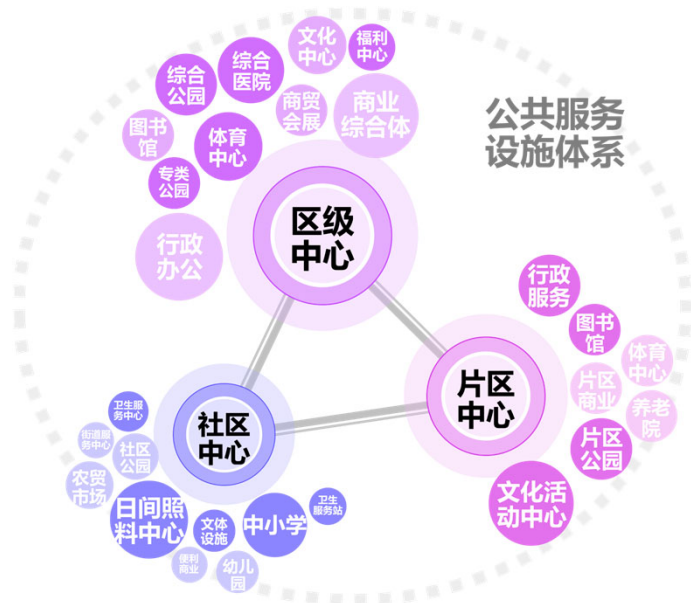 文化
中心
福利
中心
综合
公园
综合
医院
商贸
会展
商业
综合体
图书
馆
体育
中心
专类
公园
行政
办公
区级
中心
公共服务
设施体系
行政
服务
图书
馆
体育
中心
片区
商业
养老
院
片区
公园
文化活
动中心
片区
中心
社区
中心
卫生服
务中心
街道服
务中心
社区
公园
农贸
市场
日间照
料中心
文体
设施
中小学
卫生
服务站
便利
商业
幼儿
园